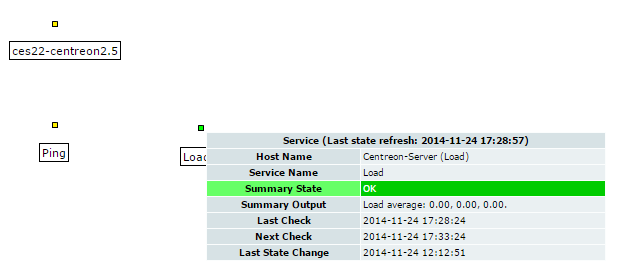 ces22-centreon2.5
Ping
Load
Service (Last state refresh: 2014-11-24 17:28:57)
Host Name Centreon-Server (Load)
Service Name Load
Summary State OK
Summary Output Load average: 0.00, 0.00, 0.00.
Last Check 2014-11-24 17:28:24
Next Check 2014-11-24 17:33:24
Last State Change 2014-11-24 12:12:51